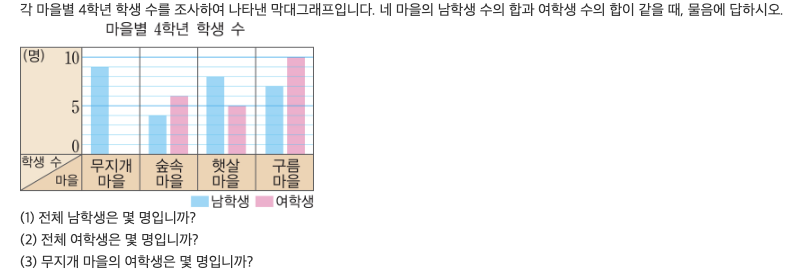 각 마을별 4학년 학생 수를 조사하여 나타낸 막대그래프입니다. 네 마을의 남학생 수의 합과 여학생 수의 합이 같을 때, 물음에 답하시오.
마을별 4학년 학생 수
(명) 10
5
0
학생 수
마을
무지개 마을
숲속 마을
햇살 마을
구름 마을
남학생 여학생
(1) 전체 남학생은 몇 명입니까?
(2) 전체 여학생은 몇 명입니까?
(3) 무지개 마을의 여학생은 몇 명입니까?